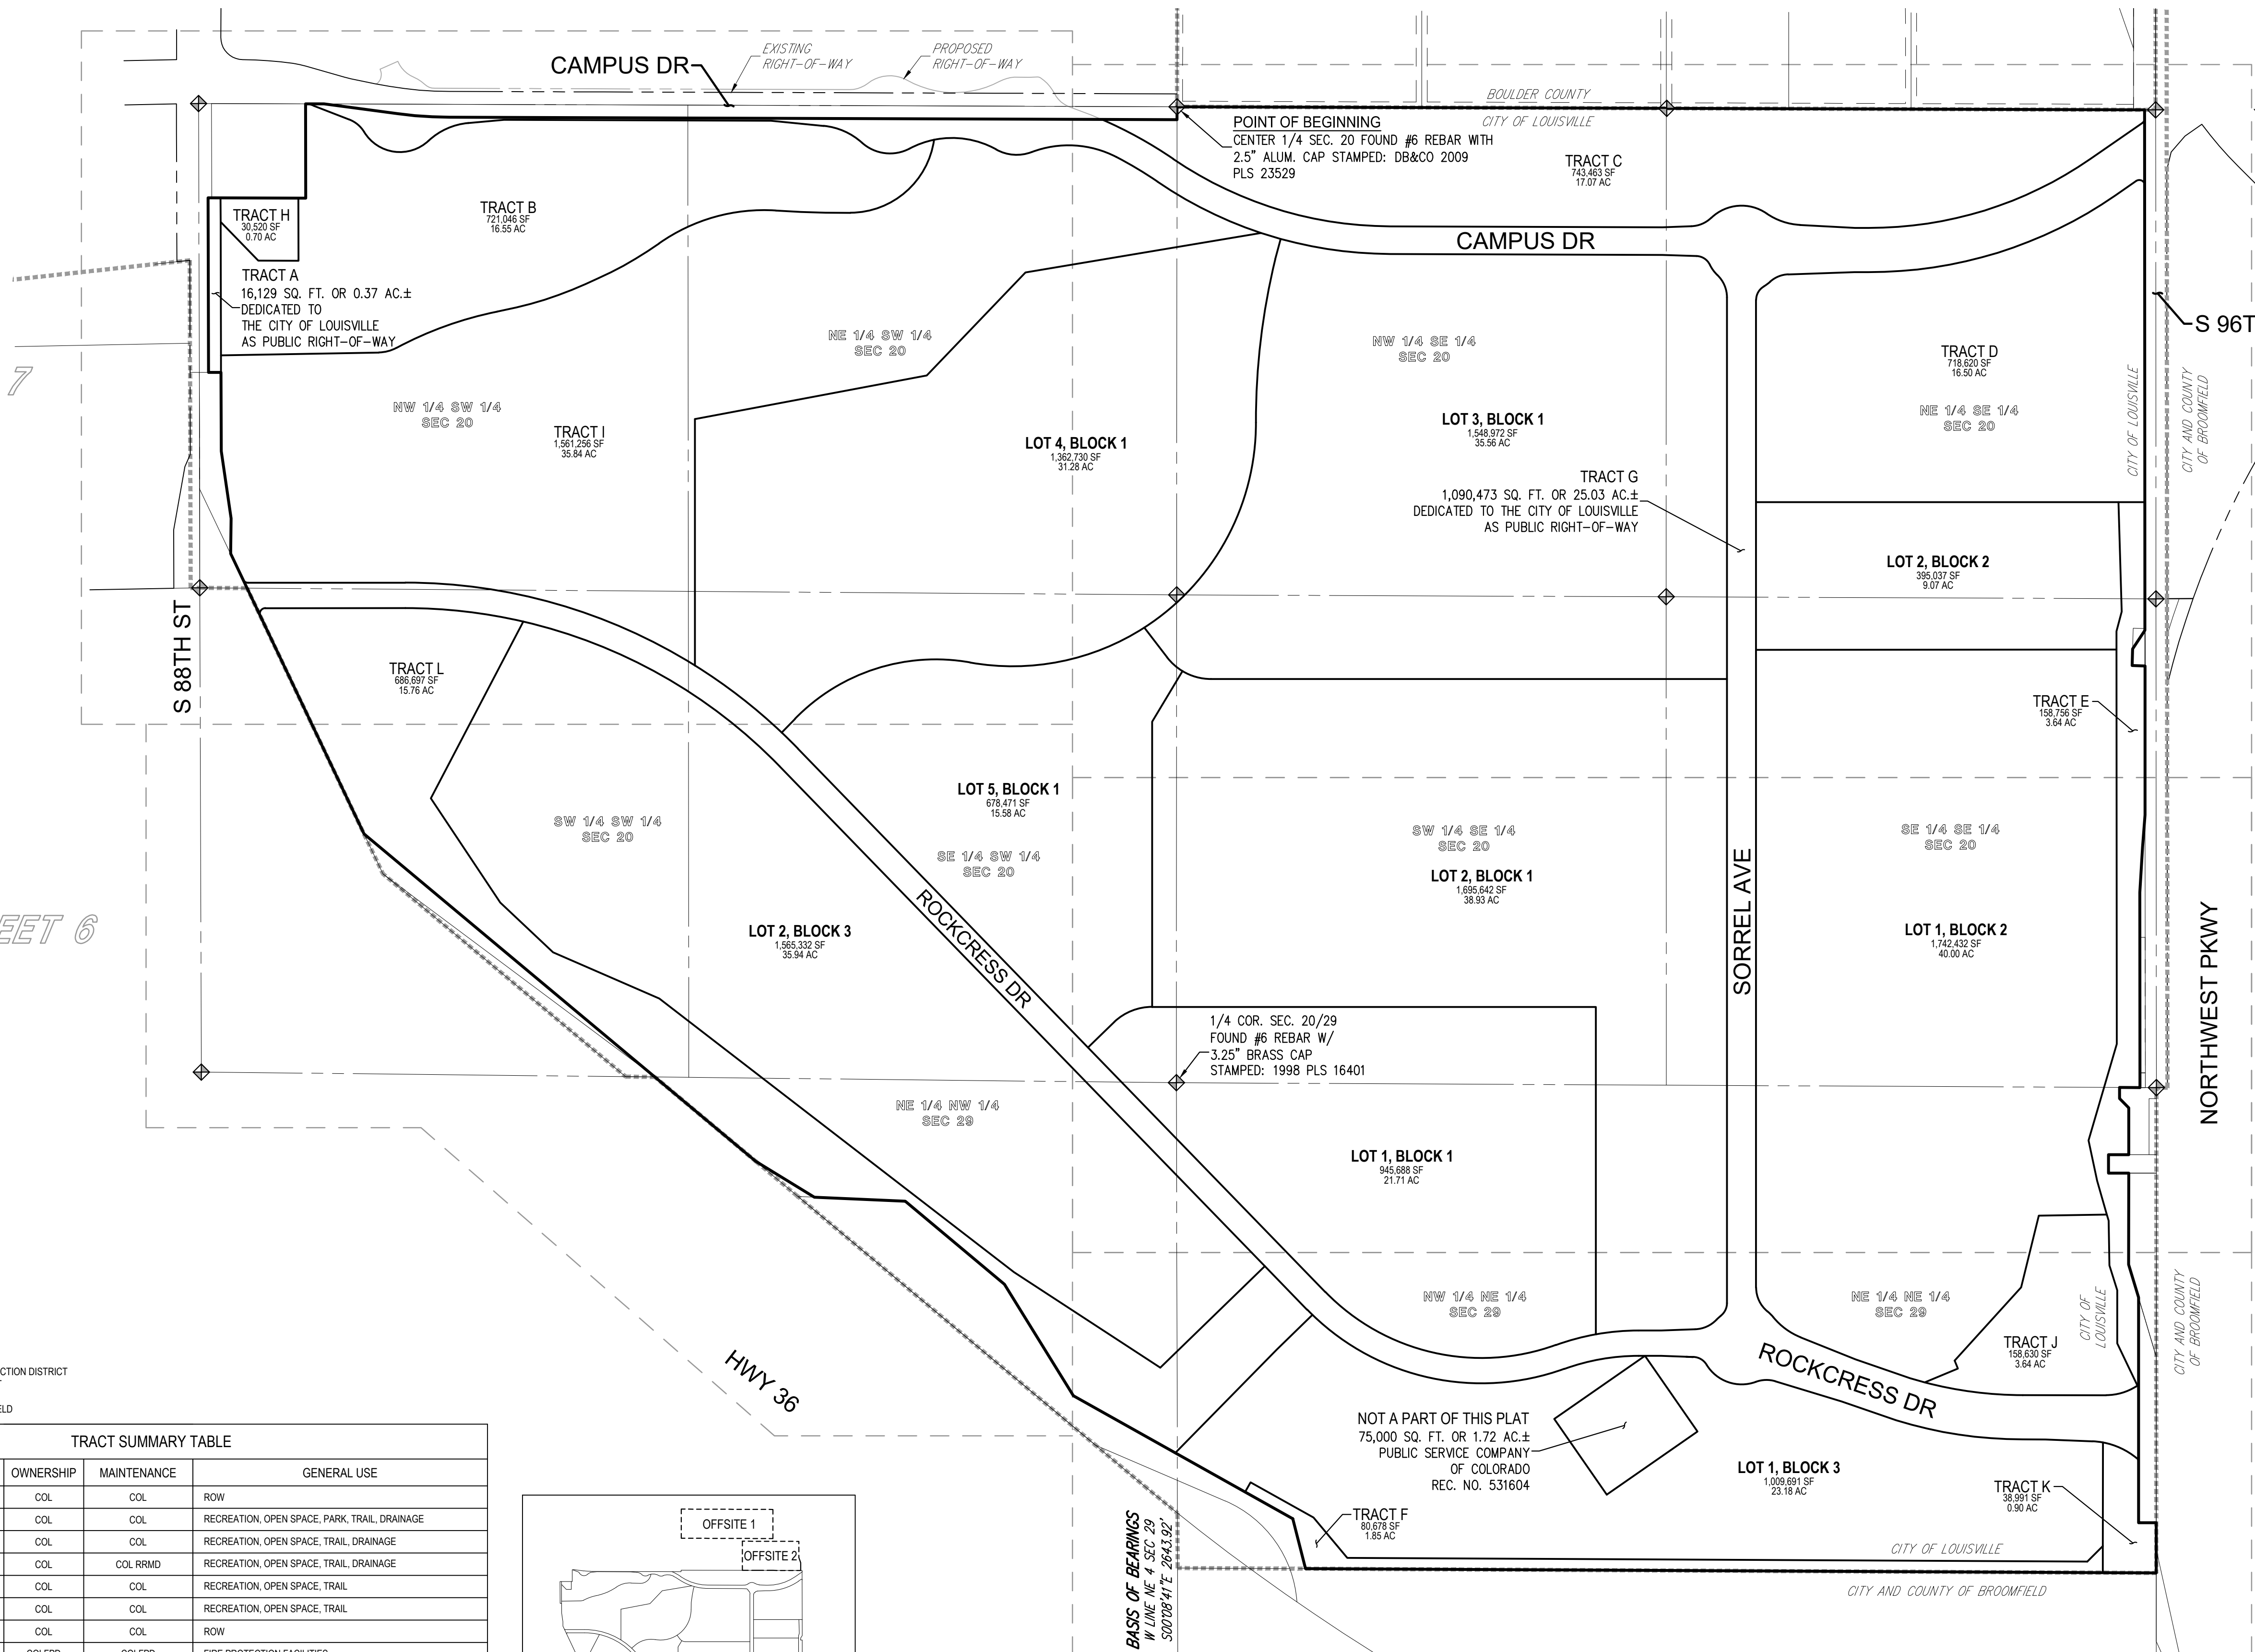 EXISTING
RIGHT-OF-WAY
PROPOSED
RIGHT-OF-WAY
CAMPUS DR
BOULDER COUNTY
CITY OF LOUISVILLE
POINT OF BEGINNING
CENTER 1/4 SEC. 20 FOUND #6 REBAR WITH
2.5" ALUM. CAP STAMPED: DB&CO 2009
PLS 23529
TRACT C
743,463 SF
17.07 AC
TRACT H
30,520 SF
0.70 AC
TRACT B
721,046 SF
16.55 AC
CAMPUS DR
TRACT A
16,129 SQ. FT. OR 0.37 AC.±
DEDICATED TO
THE CITY OF LOUISVILLE
AS PUBLIC RIGHT-OF-WAY
S 96T
NE 1/4 SW 1/4
SEC 20
NW 1/4 SE 1/4
SEC 20
TRACT D
718,620 SF
16.50 AC
NE 1/4 SE 1/4
SEC 20
CITY OF LOUISVILLE
CITY AND COUNTY
OF BROOMFIELD
7
NW 1/4 SW 1/4
SEC 20
TRACT I
1,561,256 SF
35.84 AC
LOT 4, BLOCK 1
1,362,730 SF
31.28 AC
LOT 3, BLOCK 1
1,548,972 SF
35.56 AC
TRACT G
1,090,473 SQ. FT. OR 25.03 AC.±
DEDICATED TO THE CITY OF LOUISVILLE
AS PUBLIC RIGHT-OF-WAY
LOT 2, BLOCK 2
395,037 SF
9.07 AC
S 88TH ST
TRACT L
686,697 SF
15.76 AC
TRACT E
158,756 SF
3.64 AC
LOT 5, BLOCK 1
678,471 SF
15.58 AC
SW 1/4 SW 1/4
SEC 20
SE 1/4 SW 1/4
SEC 20
SW 1/4 SE 1/4
SEC 20
SE 1/4 SE 1/4
SEC 20
LOT 2, BLOCK 1
1,695,642 SF
38.93 AC
SORREL AVE
LOT 1, BLOCK 2
1,742,432 SF
40.00 AC
EET 6
LOT 2, BLOCK 3
1,565,332 SF
35.94 AC
ROCKCRESS DR
NORTHWEST PKWY
1/4 COR. SEC. 20/29
FOUND #6 REBAR W/
3.25" BRASS CAP
STAMPED: 1998 PLS 16401
NE 1/4 NW 1/4
SEC 29
LOT 1, BLOCK 1
945,688 SF
21.71 AC
NW 1/4 NE 1/4
SEC 29
NE 1/4 NE 1/4
SEC 29
TRACT J
158,630 SF
3.64 AC
CITY OF
LOUISVILLE
CITY AND COUNTY
OF BROOMFIELD
HWY 36
ROCKCRESS DR
NOT A PART OF THIS PLAT
75,000 SQ. FT. OR 1.72 AC.±
PUBLIC SERVICE COMPANY
OF COLORADO
REC. NO. 531604
LOT 1, BLOCK 3
1,009,691 SF
23.18 AC
TRACT K
38,991 SF
0.90 AC
TRACT F
80,678 SF
1.85 AC
CITY OF LOUISVILLE
CITY AND COUNTY OF BROOMFIELD
BASIS OF BEARINGS
W LINE NE 4 SEC 29
S00°08'41"E 2643.92'
CTION DISTRICT
ELD
TRACT SUMMARY TABLE
OWNERSHIP MAINTENANCE GENERAL USE
COL COL ROW
COL COL RECREATION, OPEN SPACE, PARK, TRAIL, DRAINAGE
COL COL RECREATION, OPEN SPACE, TRAIL, DRAINAGE
COL COL RRMD RECREATION, OPEN SPACE, TRAIL, DRAINAGE
COL COL RECREATION, OPEN SPACE, TRAIL
COL COL RECREATION, OPEN SPACE, TRAIL
COL COL ROW
OFFSITE 1
OFFSITE 2